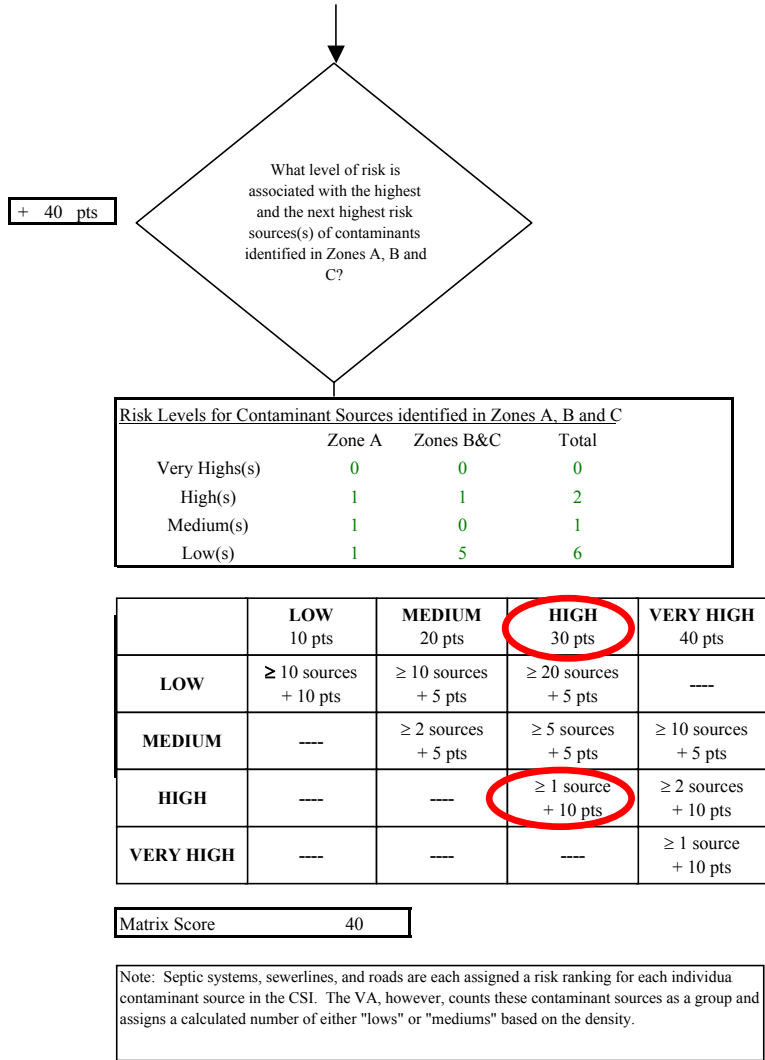 What level of risk is
associated with the highest
and the next highest risk
sources(s) of contaminants
identified in Zones A, B and
C?
+ 40 pts
Risk Levels for Contaminant Sources identified in Zones A, B and C
Zone A Zones B&C Total
Very Highs(s) 0 0 0
High(s) 1 1 2
Medium(s) 1 0 1
Low(s) 1 5 6
LOW MEDIUM HIGH VERY HIGH
10 pts 20 pts 30 pts 40 pts
LOW ≥ 10 sources ≥ 10 sources ≥ 20 sources ----
+ 10 pts + 5 pts + 5 pts
MEDIUM ---- ≥ 2 sources ≥ 5 sources ≥ 10 sources
+ 5 pts + 5 pts + 5 pts
HIGH ---- ---- ≥ 1 source ≥ 2 sources
+ 10 pts + 10 pts
VERY HIGH ---- ---- ---- ≥ 1 source
+ 10 pts
Matrix Score 40
Note: Septic systems, sewerlines, and roads are each assigned a risk ranking for each individua
contaminant source in the CSI. The VA, however, counts these contaminant sources as a group and
assigns a calculated number of either "lows" or "mediums" based on the density.